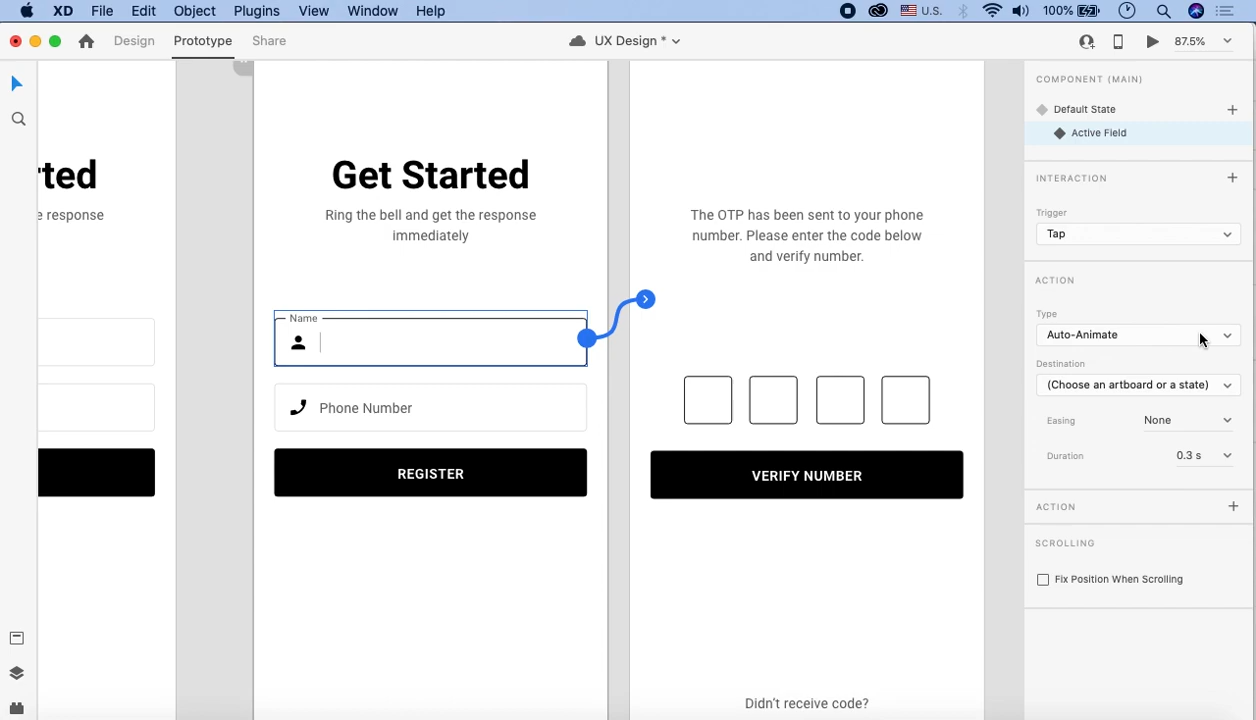 XD File Edit Object Plugins View Window Help
U.S. 100%
Design Prototype Share
UX Design *
87.5%
rted
e response
Get Started
Ring the bell and get the response
immediately
Name
Phone Number
REGISTER
The OTP has been sent to your phone
number. Please enter the code below
and verify number.
VERIFY NUMBER
Didn't receive code?
COMPONENT (MAIN)
Default State
Active Field
INTERACTION
Trigger
Tap
ACTION
Type
Auto-Animate
Destination
(Choose an artboard or a state)
Easing None
Duration 0.3 s
ACTION
SCROLLING
Fix Position When Scrolling